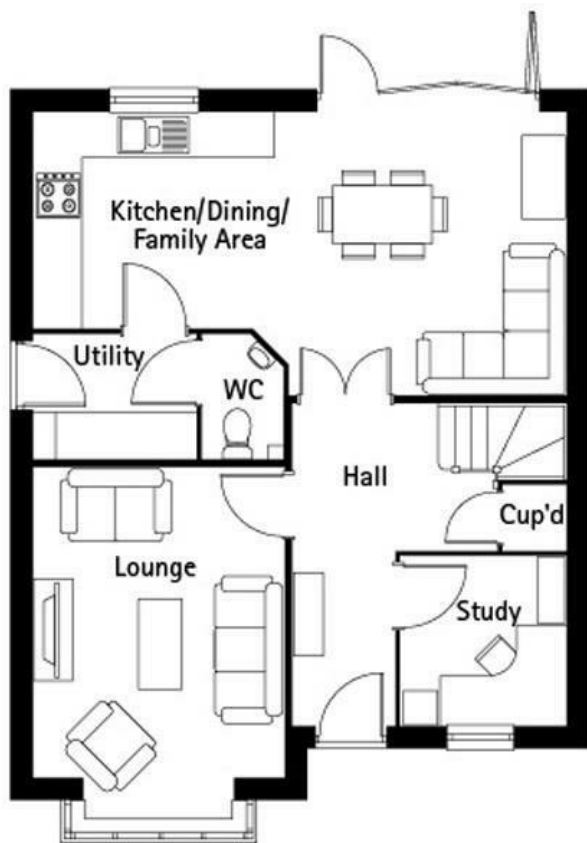 Kitchen/Dining/
Family Area
Utility
WC
Hall
Cup'd
Lounge
Study